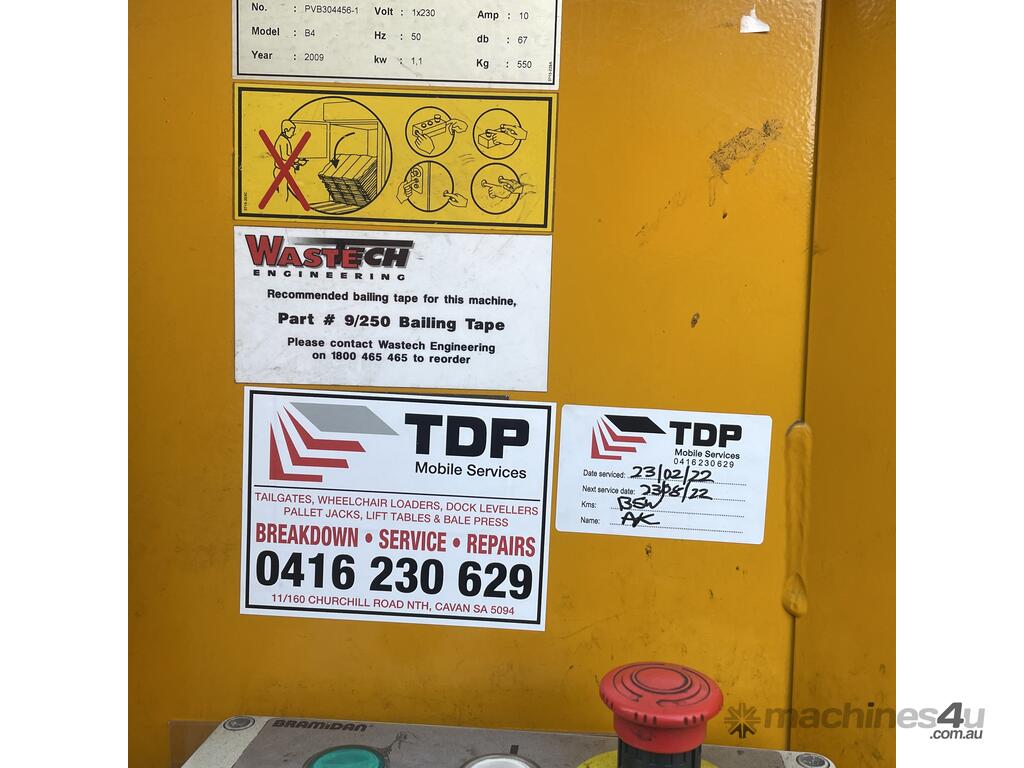 No. : PVB304456-1 Volt : 1x230 Amp : 10
Model : B4 Hz : 50 db : 67
Year : 2009 kw : 1,1 Kg : 550
WASTECH
ENGINEERING
Recommended bailing tape for this machine,
Part # 9/250 Bailing Tape
Please contact Wastech Engineering
on 1800 465 465 to reorder
TDP
Mobile Services
TAILGATES, WHEELCHAIR LOADERS, DOCK LEVELLERS
PALLET JACKS, LIFT TABLES & BALE PRESS
BREAKDOWN • SERVICE • REPAIRS
0416 230 629
11/160 CHURCHILL ROAD NTH, CAVAN SA 5094
TDP
Mobile Services
0416230629
Date serviced: 23/02/22
Next service date: 23/08/22
Kms: BSW
Name: AK
BRAMIDAN
machines4u
.com.au